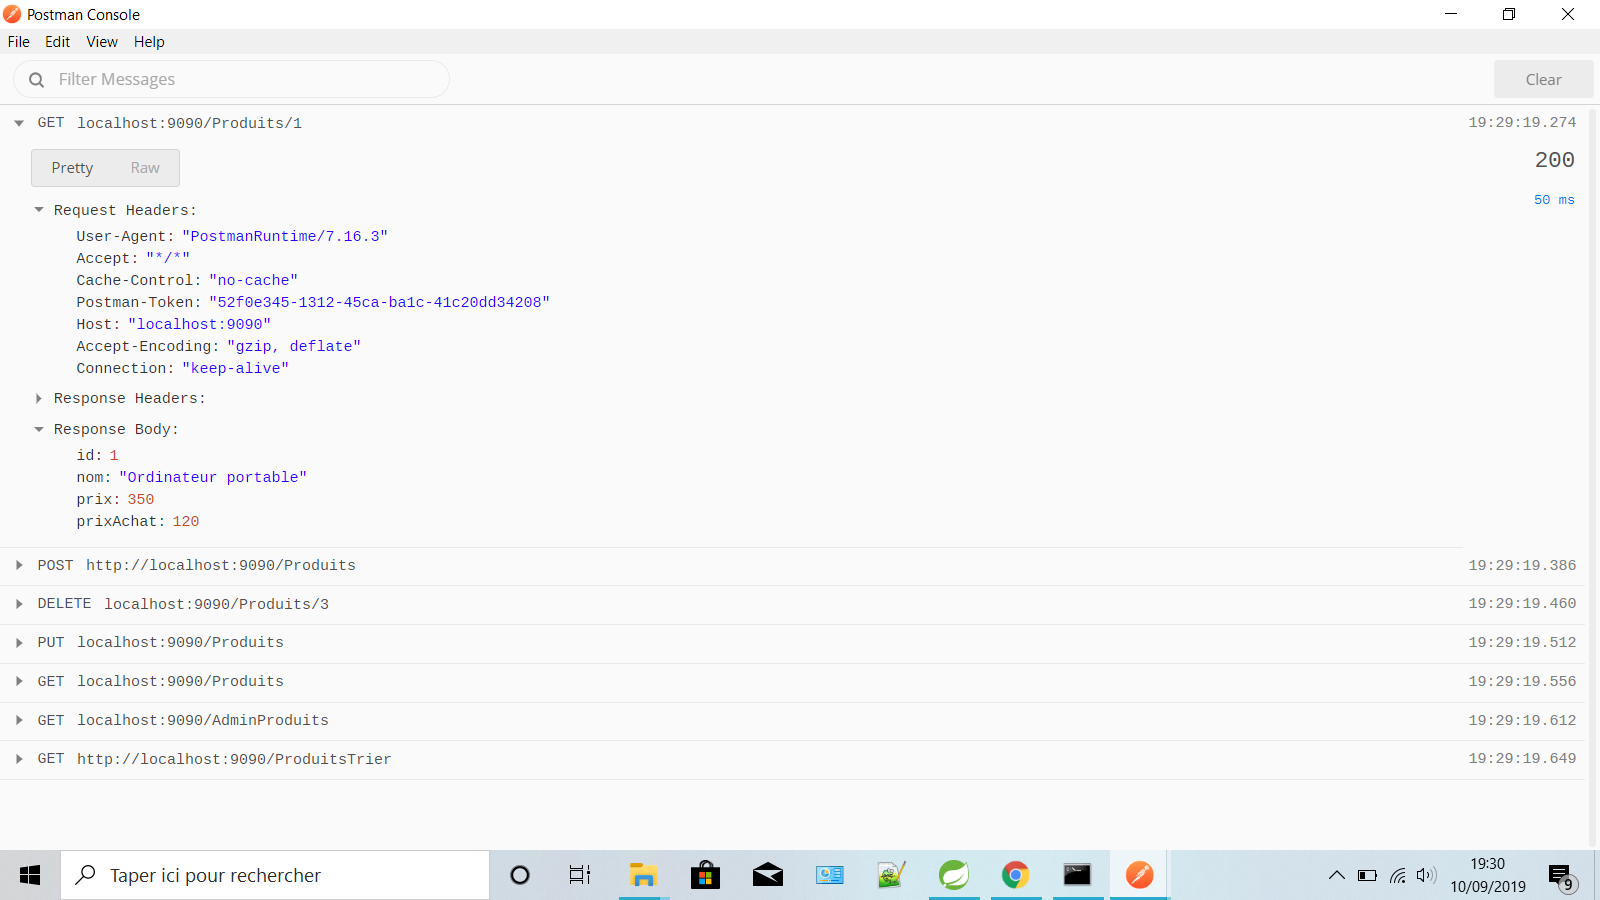 Postman Console
File Edit View Help
Filter Messages
Clear
GET localhost:9090/Produits/1 19:29:19.274
Pretty Raw
200
50 ms
Request Headers:
User-Agent: "PostmanRuntime/7.16.3"
Accept: "*/*"
Cache-Control: "no-cache"
Postman-Token: "52f0e345-1312-45ca-ba1c-41c20dd34208"
Host: "localhost:9090"
Accept-Encoding: "gzip, deflate"
Connection: "keep-alive"
Response Headers:
Response Body:
id: 1
nom: "Ordinateur portable"
prix: 350
prixAchat: 120
POST http://localhost:9090/Produits 19:29:19.386
DELETE localhost:9090/Produits/3 19:29:19.460
PUT localhost:9090/Produits 19:29:19.512
GET localhost:9090/Produits 19:29:19.556
GET localhost:9090/AdminProduits 19:29:19.612
GET http://localhost:9090/ProduitsTrier 19:29:19.649
Taper ici pour rechercher
19:30
10/09/2019
9